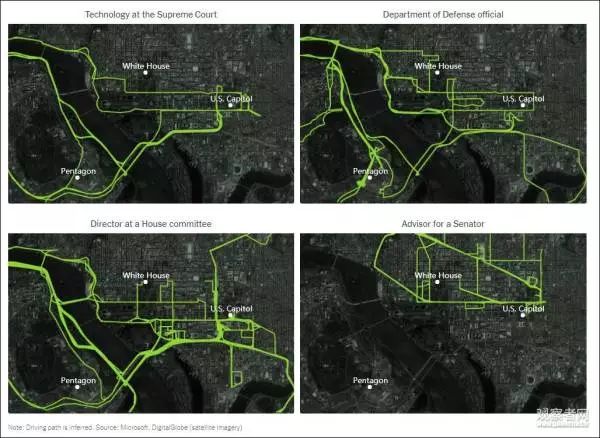 Technology at the Supreme Court
Department of Defense official
White House
U.S. Capitol
Pentagon
White House
U.S. Capitol
Pentagon
Director at a House committee
Advisor for a Senator
White House
U.S. Capitol
Pentagon
White House
U.S. Capitol
Pentagon
Note: Driving path is inferred. Source: Microsoft, DigitalGlobe (satellite imagery)
观察者网